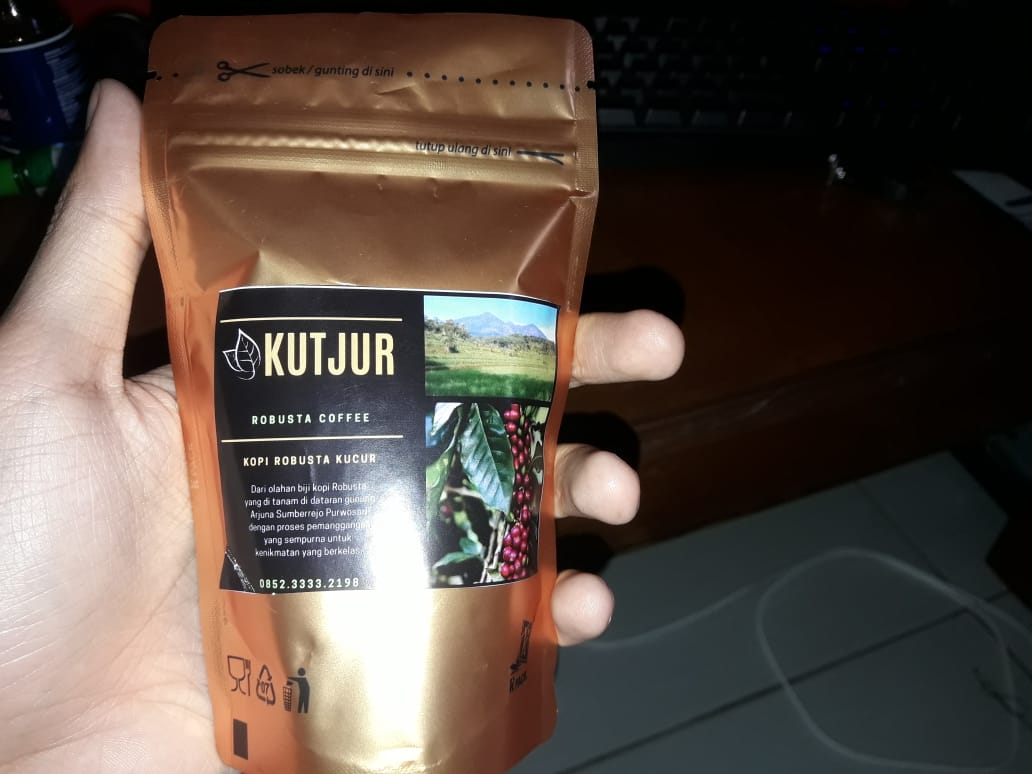 sobek / gunting di sini
tutup ulang di sini
KUTJUR
ROBUSTA COFFEE
KOPI ROBUSTA KUCUR
Dari olahan biji kopi Robusta
yang di tanam di dataran gunung
Arjuna Sumberrejo Purwosari
dengan proses pemanggangan
yang sempurna untuk
kenikmatan yang berkelas.
0852.3333.2198
07
K PACK